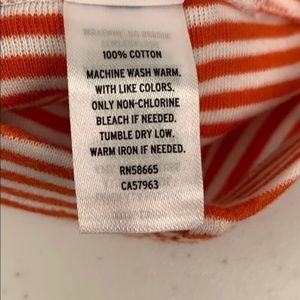 100% COTTON
MACHINE WASH WARM.
WITH LIKE COLORS.
ONLY NON-CHLORINE
BLEACH IF NEEDED.
TUMBLE DRY LOW.
WARM IRON IF NEEDED.
RN58665
CA57963